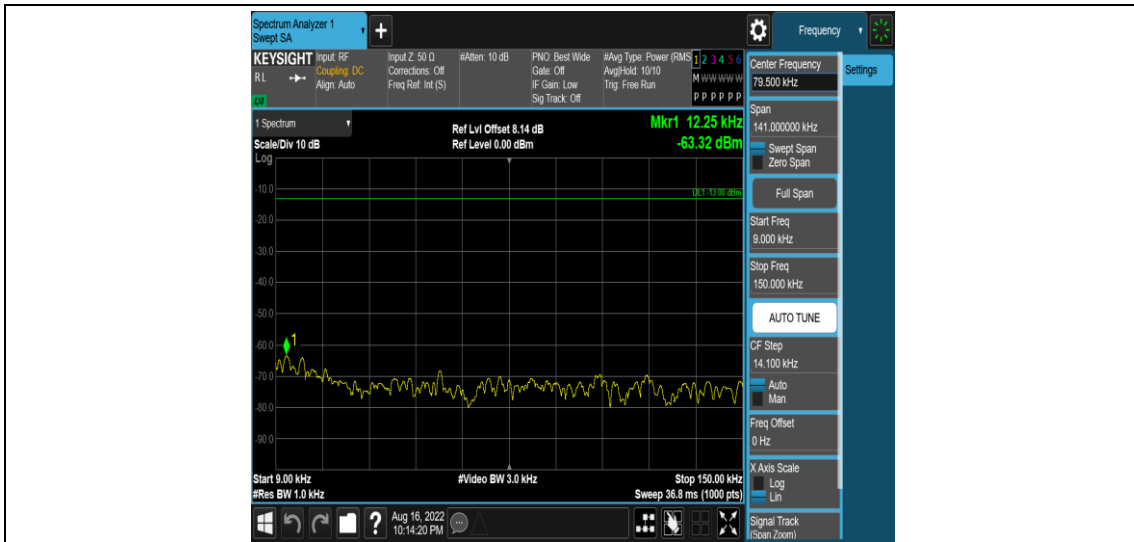 Spectrum Analyzer 1
Swept SA
+
Frequency
KEYSIGHT
RL
LXI
Input: RF
Coupling: DC
Align: Auto
Input Z: 50 Ω
Corrections: Off
Freq Ref: Int (S)
#Atten: 10 dB
PNO: Best Wide
Gate: Off
IF Gain: Low
Sig Track: Off
#Avg Type: Power (RMS
Avg|Hold: 10/10
Trig: Free Run
1 2 3 4 5 6
M W W W W W
P P P P P P
1 Spectrum
Scale/Div 10 dB
Ref Lvl Offset 8.14 dB
Ref Level 0.00 dBm
Mkr1 12.25 kHz
-63.32 dBm
Log
DL1 -13.00 dBm
-10.0
-20.0
-30.0
-40.0
-50.0
-60.0
-70.0
-80.0
-90.0
1
Start 9.00 kHz
#Res BW 1.0 kHz
#Video BW 3.0 kHz
Stop 150.00 kHz
Sweep 36.8 ms (1000 pts)
Center Frequency
79.500 kHz
Settings
Span
141.000000 kHz
Swept Span
Zero Span
Full Span
Start Freq
9.000 kHz
Stop Freq
150.000 kHz
AUTO TUNE
CF Step
14.100 kHz
Auto
Man
Freq Offset
0 Hz
X Axis Scale
Log
Lin
Signal Track
(Span Zoom)
?
Aug 16, 2022
10:14:20 PM